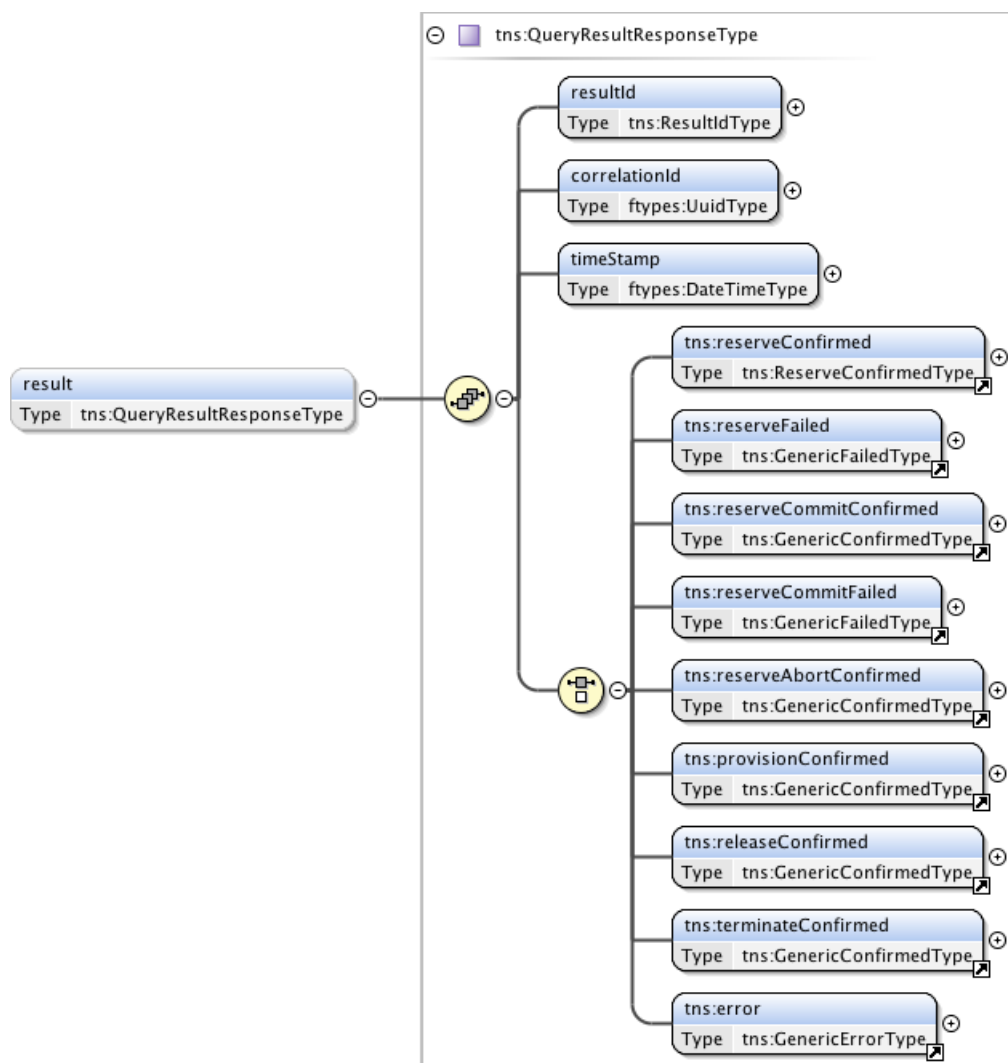 tns:QueryResultResponseType
resultId
Type tns:ResultIdType
correlationId
Type ftypes:UuidType
timeStamp
Type ftypes:DateTimeType
result
Type tns:QueryResultResponseType
tns:reserveConfirmed
Type tns:ReserveConfirmedType
tns:reserveFailed
Type tns:GenericFailedType
tns:reserveCommitConfirmed
Type tns:GenericConfirmedType
tns:reserveCommitFailed
Type tns:GenericFailedType
tns:reserveAbortConfirmed
Type tns:GenericConfirmedType
tns:provisionConfirmed
Type tns:GenericConfirmedType
tns:releaseConfirmed
Type tns:GenericConfirmedType
tns:terminateConfirmed
Type tns:GenericConfirmedType
tns:error
Type tns:GenericErrorType